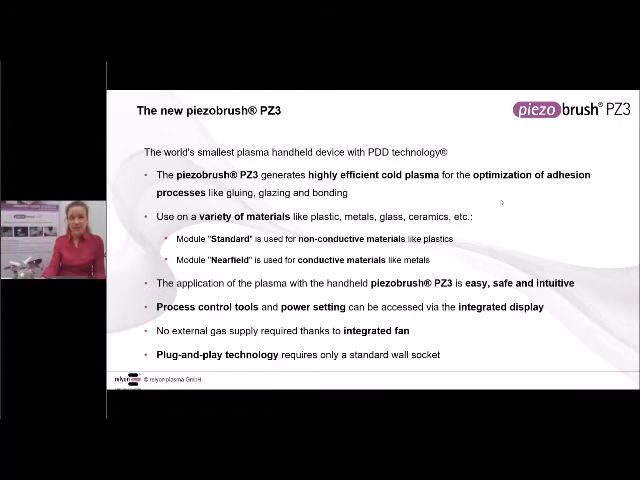 The new piezobrush® PZ3
piezobrush® PZ3
The world's smallest plasma handheld device with PDD technology®
• The piezobrush® PZ3 generates highly efficient cold plasma for the optimization of adhesion
processes like gluing, glazing and bonding
• Use on a variety of materials like plastic, metals, glass, ceramics, etc.:
• Module "Standard" is used for non-conductive materials like plastics
• Module "Nearfield" is used for conductive materials like metals
• The application of the plasma with the handheld piezobrush® PZ3 is easy, safe and intuitive
• Process control tools and power setting can be accessed via the integrated display
• No external gas supply required thanks to integrated fan
• Plug-and-play technology requires only a standard wall socket
relyon plasma © relyon plasma GmbH